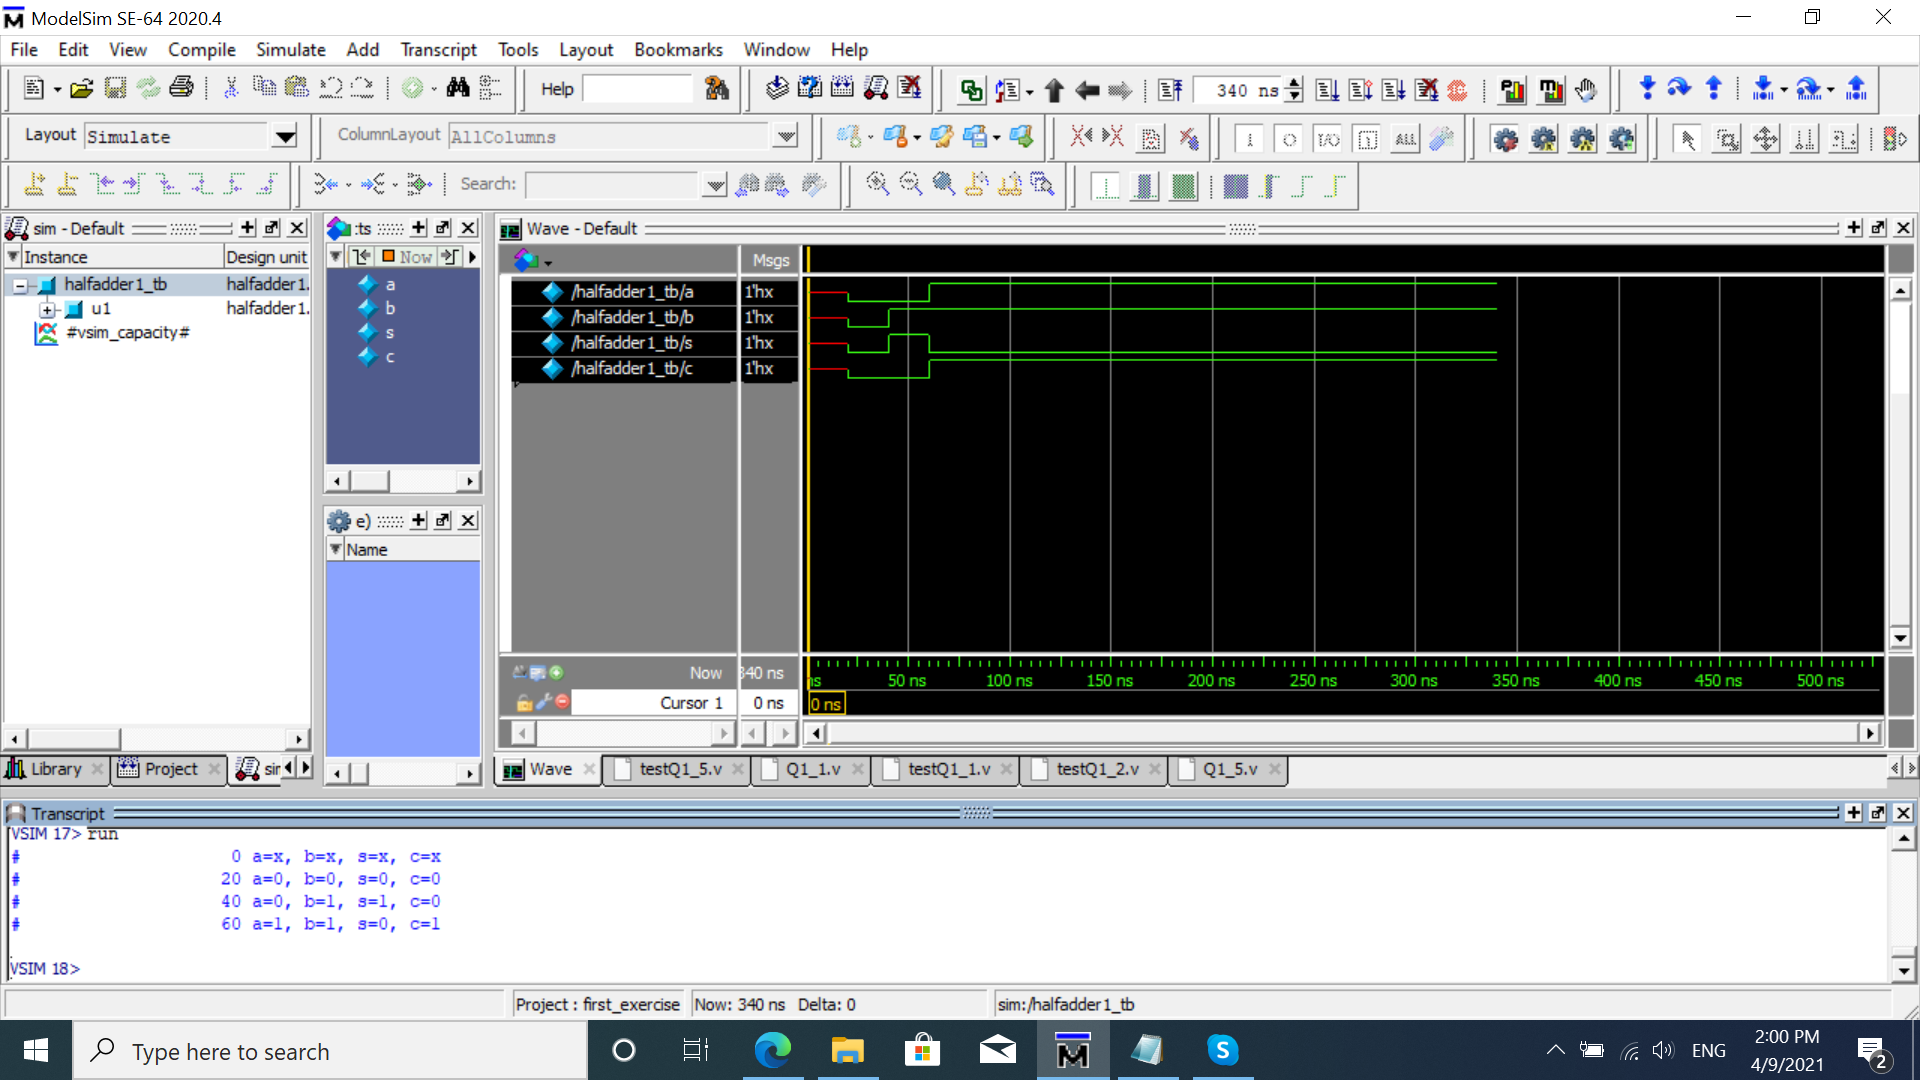 ModelSim SE-64 2020.4
File Edit View Compile Simulate Add Transcript Tools Layout Bookmarks Window Help
Help
340 ns
Layout Simulate
ColumnLayout AllColumns
ALL
Search:
sim - Default
Instance Design unit
halfadder1_tb halfadder1.
u1 halfadder1.
#vsim_capacity#
:ts
Now
a
b
s
c
e)
Name
Wave - Default
Msgs
/halfadder1_tb/a 1'hx
/halfadder1_tb/b 1'hx
/halfadder1_tb/s 1'hx
/halfadder1_tb/c 1'hx
Now 340 ns
ns 50 ns 100 ns 150 ns 200 ns 250 ns 300 ns 350 ns 400 ns 450 ns 500 ns
Cursor 1 0 ns
0 ns
Library Project sim
Wave testQ1_5.v Q1_1.v testQ1_1.v testQ1_2.v Q1_5.v
Transcript
VSIM 17> run
# 0 a=x, b=x, s=x, c=x
# 20 a=0, b=0, s=0, c=0
# 40 a=0, b=1, s=1, c=0
# 60 a=1, b=1, s=0, c=1
VSIM 18>
Project : first_exercise Now: 340 ns Delta: 0 sim:/halfadder1_tb
Type here to search
ENG
2:00 PM
4/9/2021
2